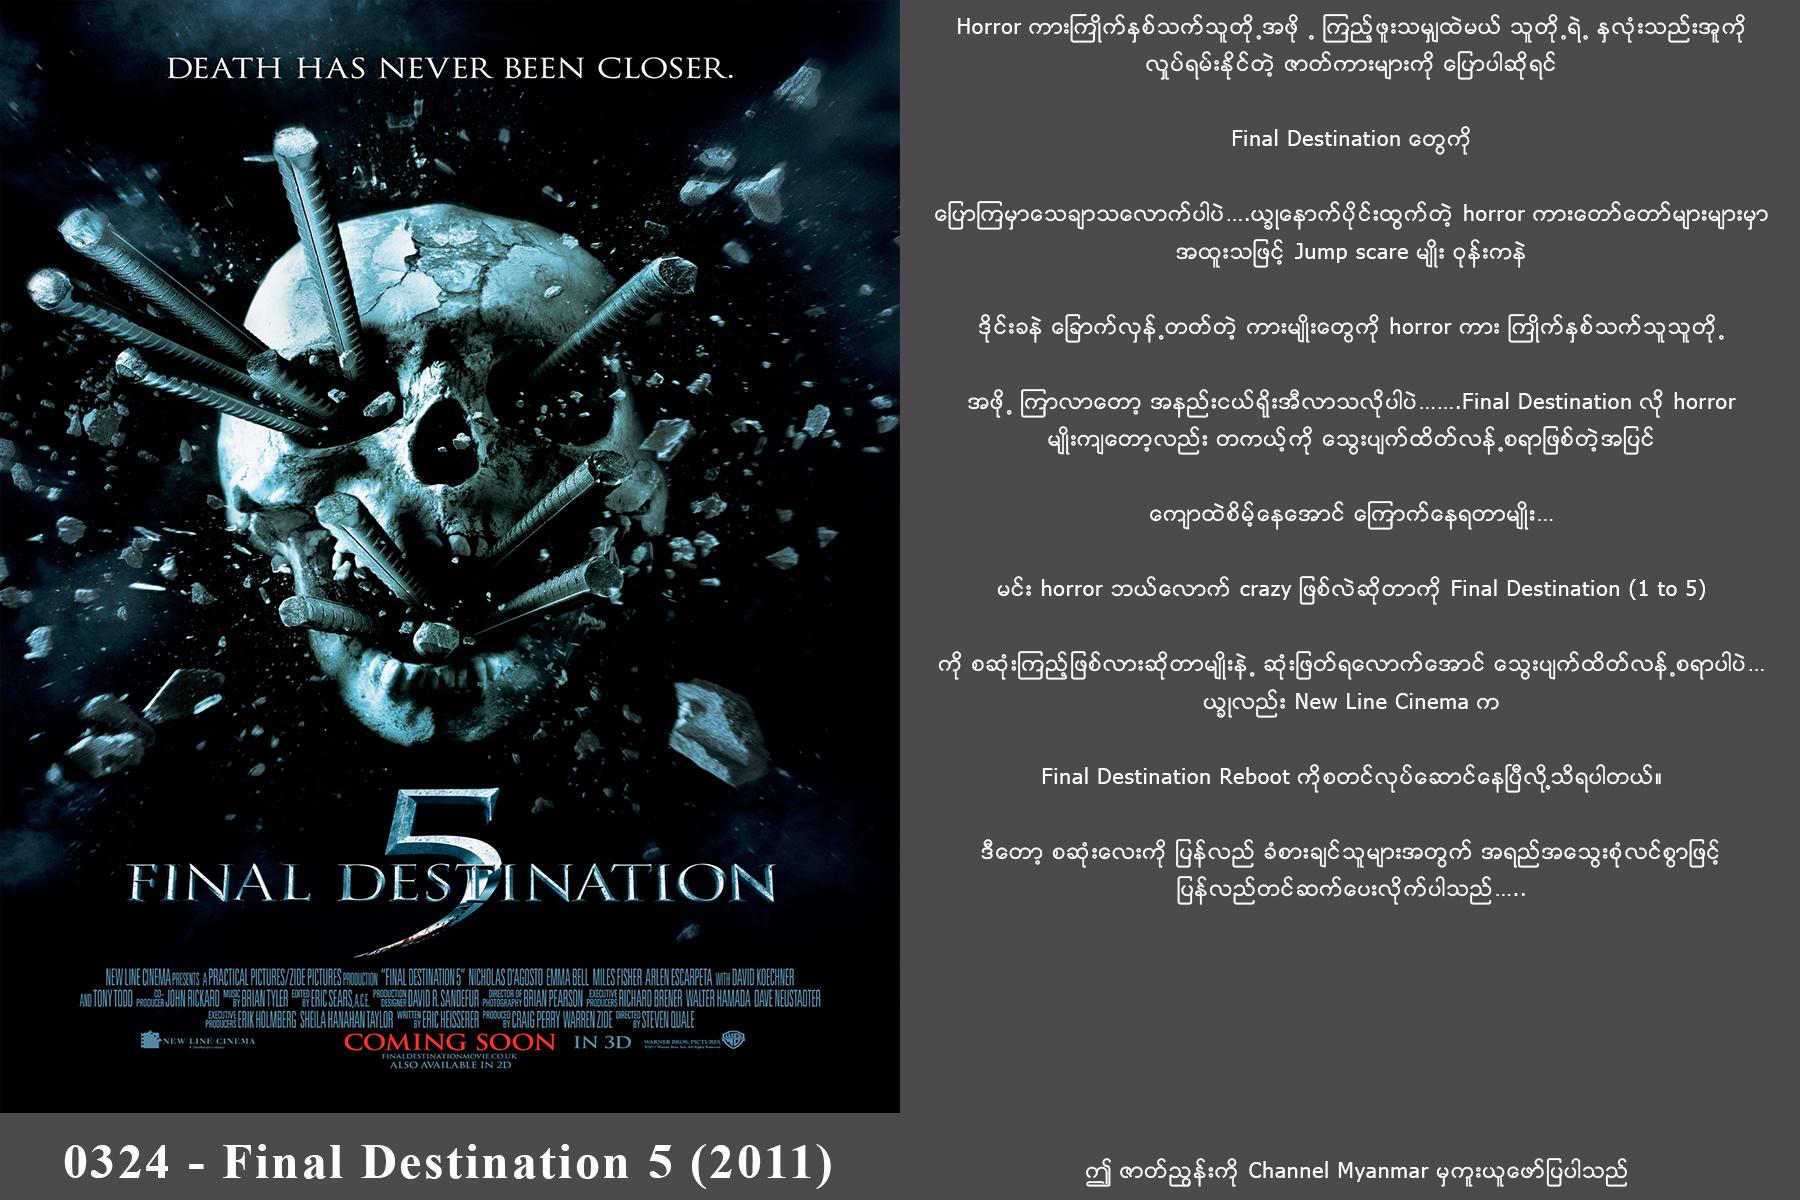 DEATH HAS NEVER BEEN CLOSER.
5
FINAL DESTINATION
NEW LINE CINEMA PRESENTS A PRACTICAL PICTURES/ZIDE PICTURES PRODUCTION "FINAL DESTINATION 5" NICHOLAS D'AGOSTO EMMA BELL MILES FISHER ARLEN ESCARPETA WITH DAVID KOECHNER
AND TONY TODD CO-PRODUCER JOHN RICKARD MUSIC BY BRIAN TYLER EDITED BY ERIC SEARS, A.C.E. PRODUCTION DESIGNER DAVID R. SANDEFUR DIRECTOR OF PHOTOGRAPHY BRIAN PEARSON EXECUTIVE PRODUCERS RICHARD BRENER WALTER HAMADA DAVE NEUSTADTER
EXECUTIVE PRODUCERS ERIK HOLMBERG SHEILA HANAHAN TAYLOR WRITTEN BY ERIC HEISSERER PRODUCED BY CRAIG PERRY WARREN ZIDE DIRECTED BY STEVEN QUALE
NEW LINE CINEMA COMING SOON IN 3D WARNER BROS. PICTURES
FINALDESTINATIONMOVIE.CO.UK
ALSO AVAILABLE IN 2D
0324 - Final Destination 5 (2011)
Horror ကားကြိုက်နှစ်သက်သူတို့အဖို ့ ကြည့်ဖူးသမျှထဲမယ် သူတို့ရဲ့ နှလုံးသည်းအူကို
လှုပ်ရမ်းနိုင်တဲ့ ဇာတ်ကားများကို ပြောပါဆိုရင်
Final Destination တွေကို
ပြောကြမှာသေချာသလောက်ပါပဲ….ယ္ခုနောက်ပိုင်းထွက်တဲ့ horror ကားတော်တော်များများမှာ
အထူးသဖြင့် Jump scare မျိုး ဝုန်းကနဲ
ဒိုင်းခနဲ ခြောက်လှန့်တတ်တဲ့ ကားမျိုးတွေကို horror ကား ကြိုက်နှစ်သက်သူသူတို့
အဖို့ ကြာလာတော့ အနည်းငယ်ရိုးအီလာသလိုပါပဲ…….Final Destination လို horror
မျိုးကျတော့လည်း တကယ့်ကို သွေးပျက်ထိတ်လန့်စရာဖြစ်တဲ့အပြင်
ကျောထဲစိမ့်နေအောင် ကြောက်နေရတာမျိုး…
မင်း horror ဘယ်လောက် crazy ဖြစ်လဲဆိုတာကို Final Destination (1 to 5)
ကို စဆုံးကြည့်ဖြစ်လားဆိုတာမျိုးနဲ့ ဆုံးဖြတ်ရလောက်အောင် သွေးပျက်ထိတ်လန့်စရာပါပဲ…
ယ္ခုလည်း New Line Cinema က
Final Destination Reboot ကိုစတင်လုပ်ဆောင်နေပြီလို့သိရပါတယ်။
ဒီတော့ စဆုံးလေးကို ပြန်လည် ခံစားချင်သူများအတွက် အရည်အသွေးစုံလင်စွာဖြင့်
ပြန်လည်တင်ဆက်ပေးလိုက်ပါသည်…..
ဤ ဇာတ်ညွှန်းကို Channel Myanmar မှကူးယူဖော်ပြပါသည်